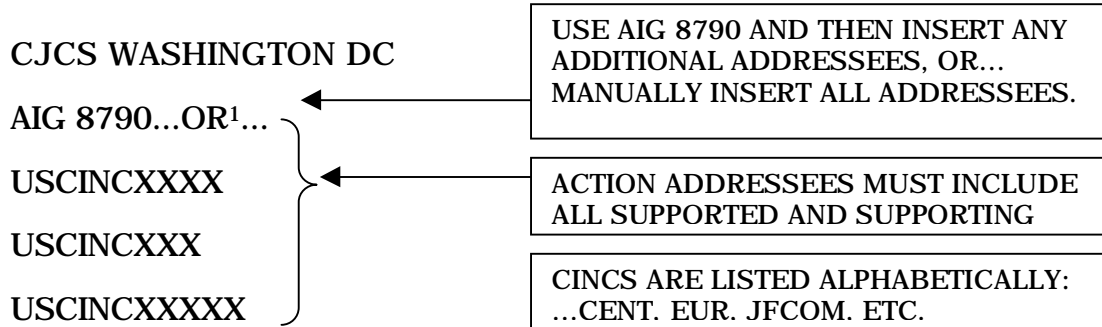 CJCS WASHINGTON DC
AIG 8790...OR¹...
USCINCXXXX
USCINCXXX
USCINCXXXXX
USE AIG 8790 AND THEN INSERT ANY
ADDITIONAL ADDRESSEES, OR…
MANUALLY INSERT ALL ADDRESSEES.
ACTION ADDRESSEES MUST INCLUDE
ALL SUPPORTED AND SUPPORTING
CINCS ARE LISTED ALPHABETICALLY:
…CENT, EUR, JFCOM, ETC.